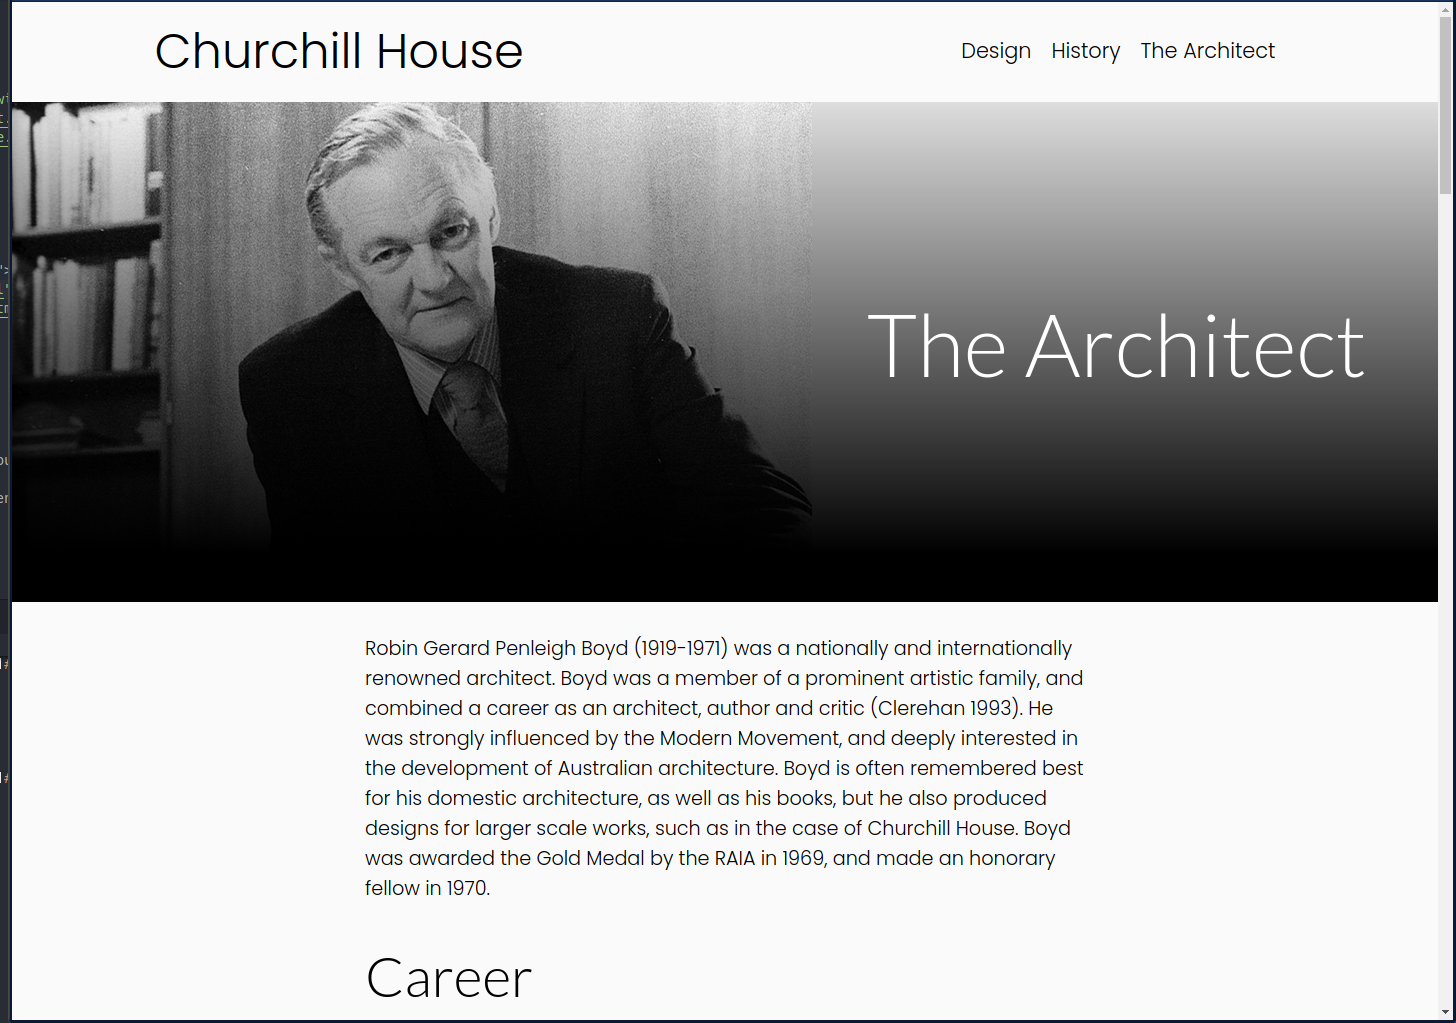 Churchill House
Design History The Architect
The Architect
Robin Gerard Penleigh Boyd (1919-1971) was a nationally and internationally
renowned architect. Boyd was a member of a prominent artistic family, and
combined a career as an architect, author and critic (Clerehan 1993). He
was strongly influenced by the Modern Movement, and deeply interested in
the development of Australian architecture. Boyd is often remembered best
for his domestic architecture, as well as his books, but he also produced
designs for larger scale works, such as in the case of Churchill House. Boyd
was awarded the Gold Medal by the RAIA in 1969, and made an honorary
fellow in 1970.
Career